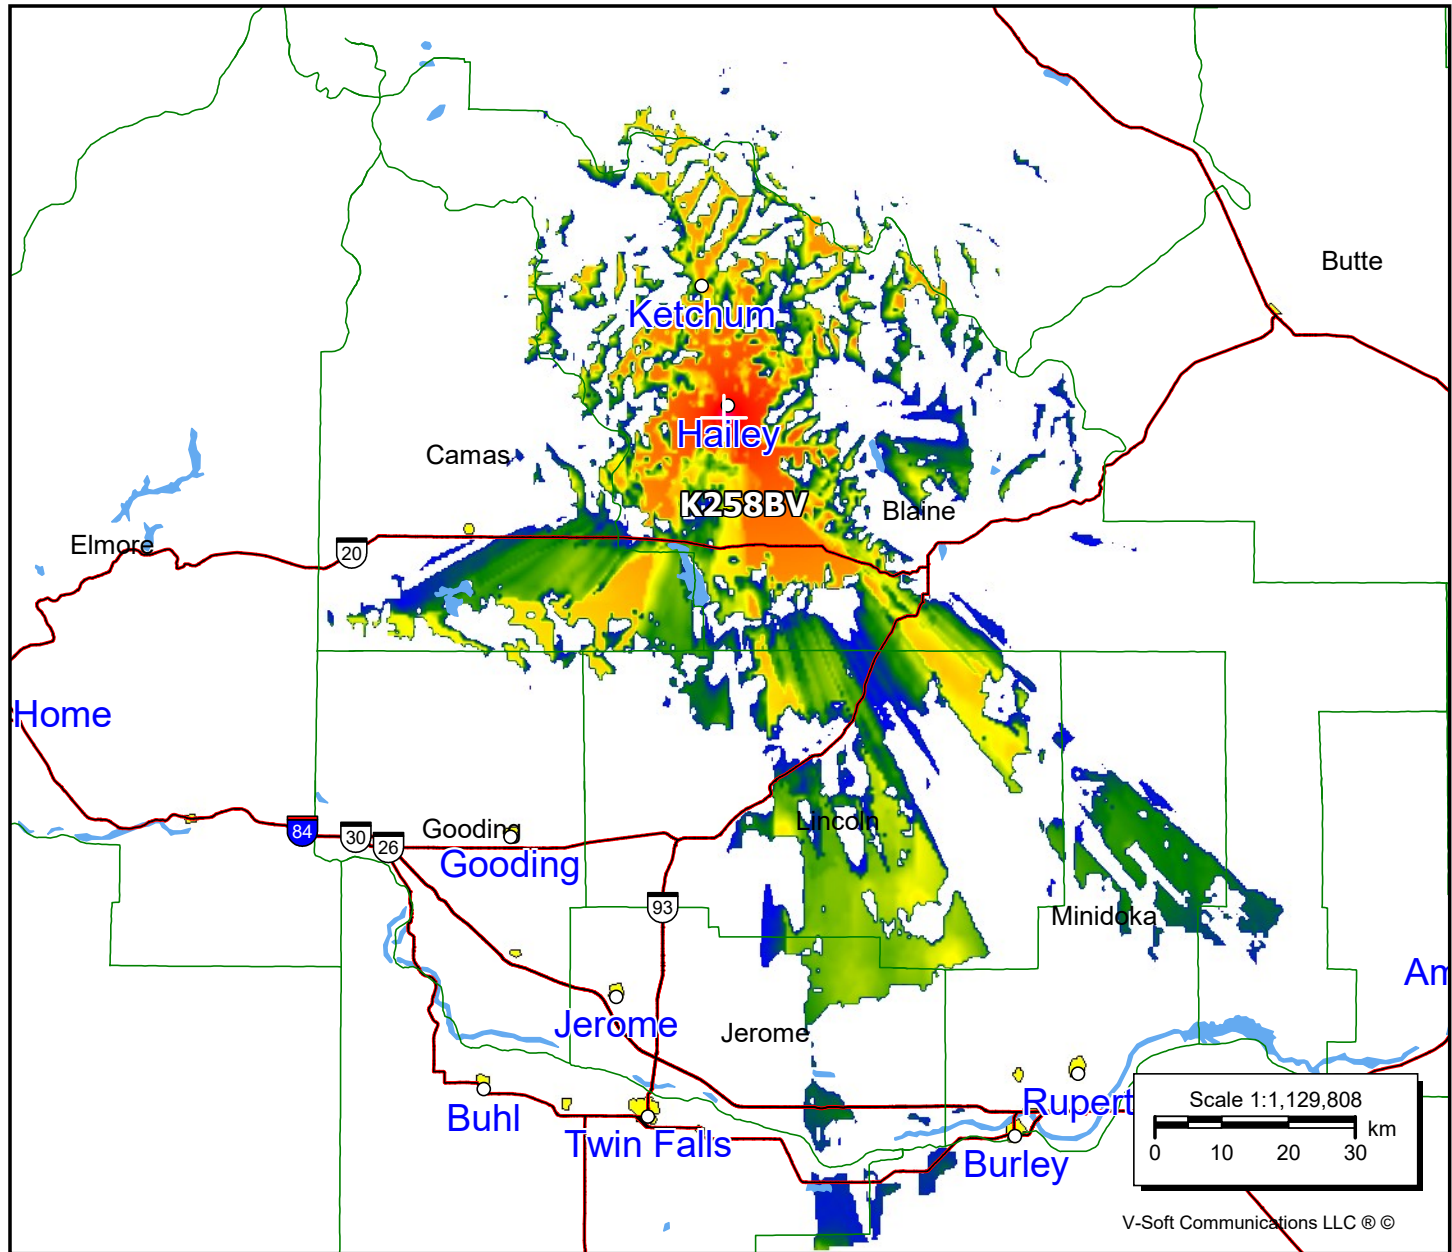 Butte
Ketchum
Hailey
Camas
K258BV
Blaine
Elmore
20
Home
Lincoln
84
30
26
Gooding
Gooding
93
Minidoka
Am
Jerome
Jerome
Rupert
Buhl
Twin Falls
Burley
Scale 1:1,129,808
km
0 10 20 30
V-Soft Communications LLC ® ©